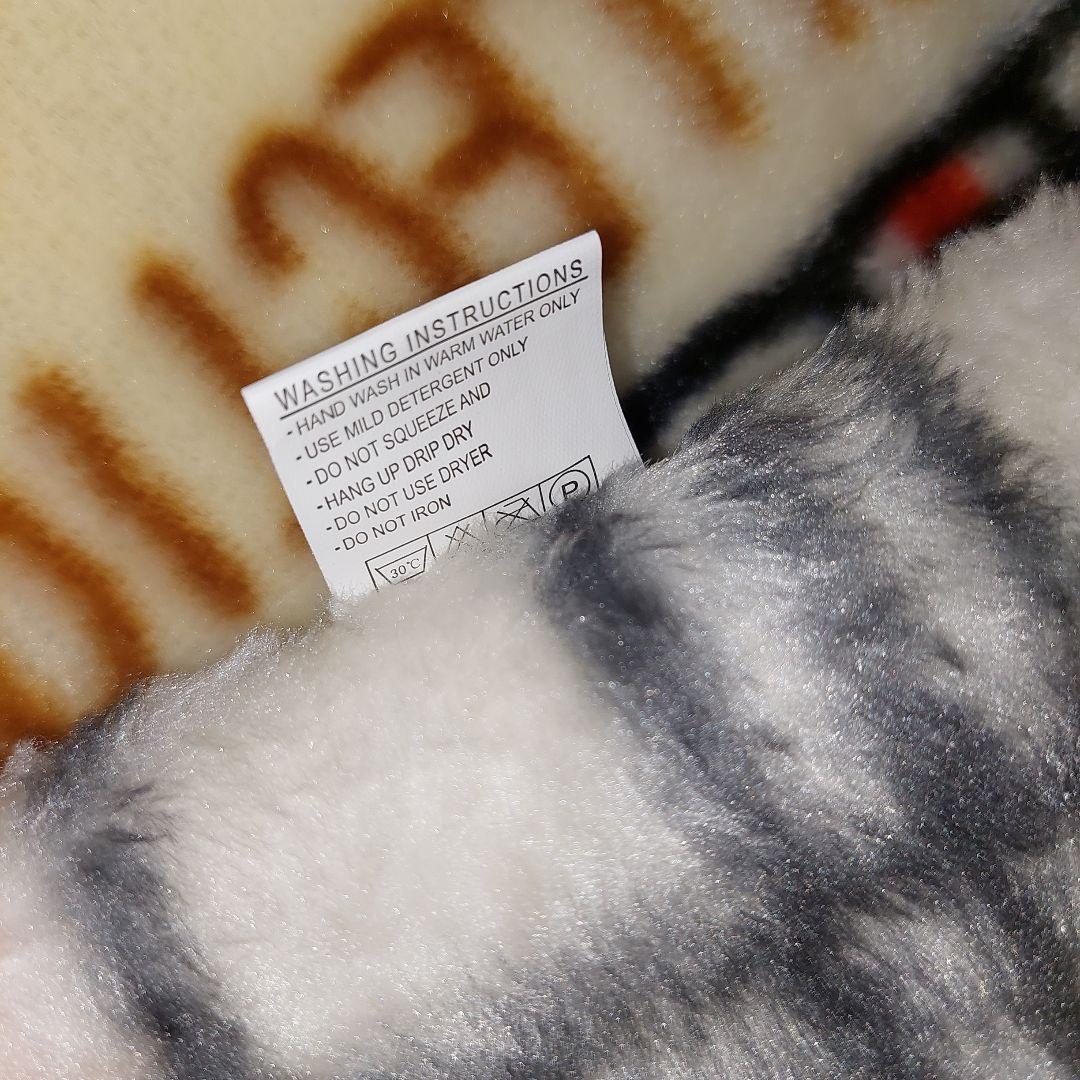 WASHING INSTRUCTIONS
- HAND WASH IN WARM WATER ONLY
- USE MILD DETERGENT ONLY
- DO NOT SQUEEZE AND
- HANG UP DRIP DRY
- DO NOT USE DRYER
- DO NOT IRON
30°C P